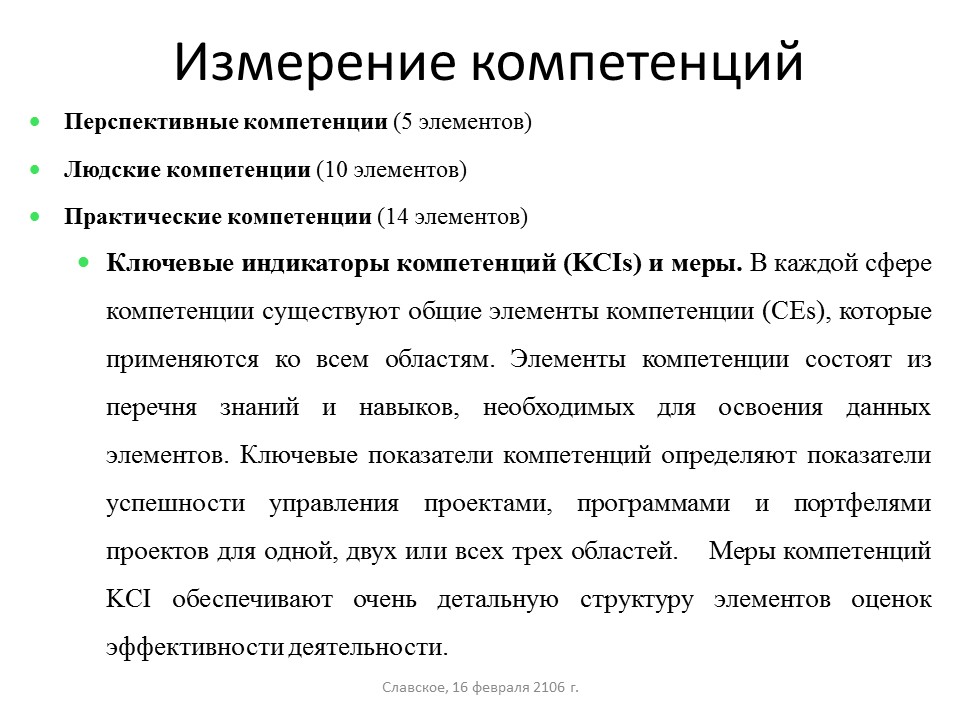 Измерение компетенций
Перспективные компетенции (5 элементов)
Людские компетенции (10 элементов)
Практические компетенции (14 элементов)
Ключевые индикаторы компетенций (KCIs) и меры. В каждой сфере
компетенции существуют общие элементы компетенции (CEs), которые
применяются ко всем областям. Элементы компетенции состоят из
перечня знаний и навыков, необходимых для освоения данных
элементов. Ключевые показатели компетенций определяют показатели
успешности управления проектами, программами и портфелями
проектов для одной, двух или всех трех областей. Меры компетенций
KCI обеспечивают очень детальную структуру элементов оценок
эффективности деятельности.
Славское, 16 февраля 2106 г.